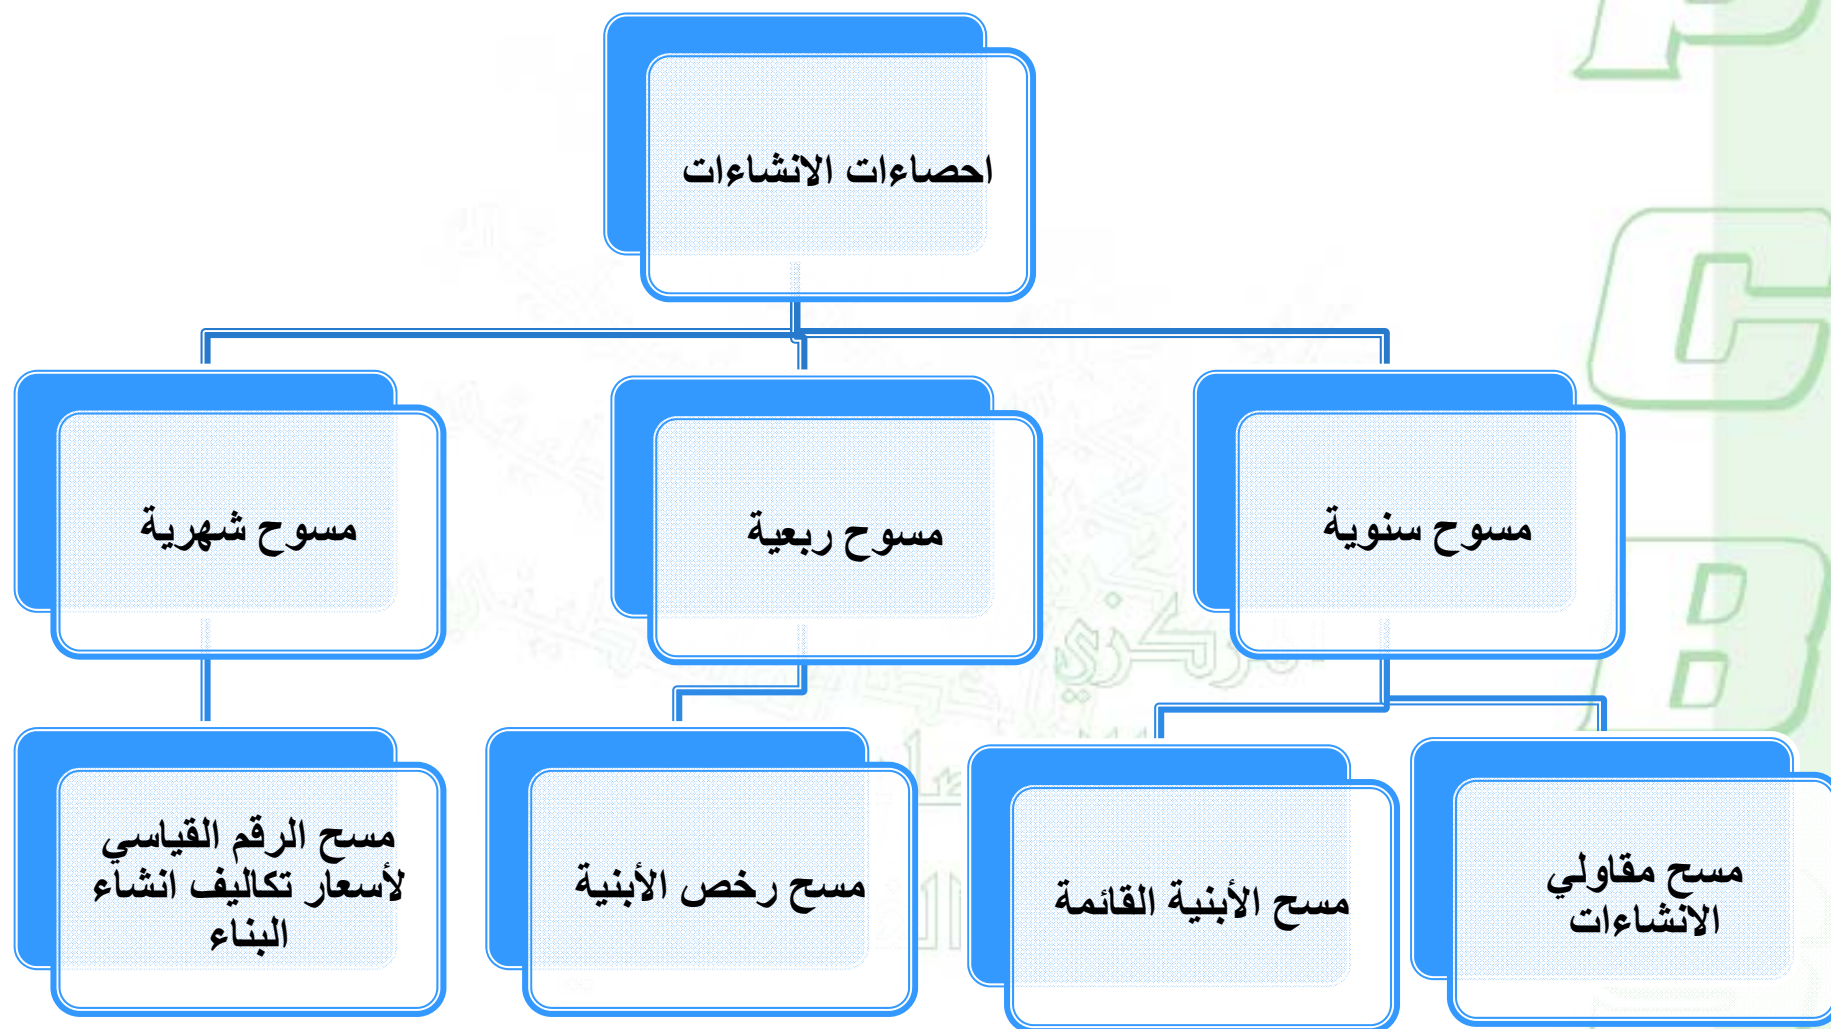 احصاءات الانشاءات
مسوح سنوية
مسوح ربعية
مسوح شهرية
مسح مقاولي
الانشاءات
مسح الأبنية القائمة
مسح رخص الأبنية
مسح الرقم القياسي
لأسعار تكاليف انشاء
البناء
P
C
B
المركزي